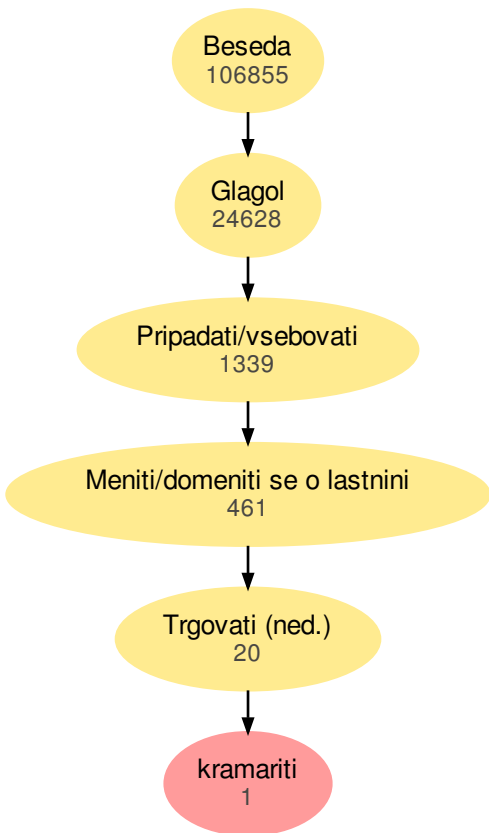 Beseda
106855
Glagol
24628
Pripadati/vsebovati
1339
Meniti/domeniti se o lastnini
461
Trgovati (ned.)
20
kramariti
1